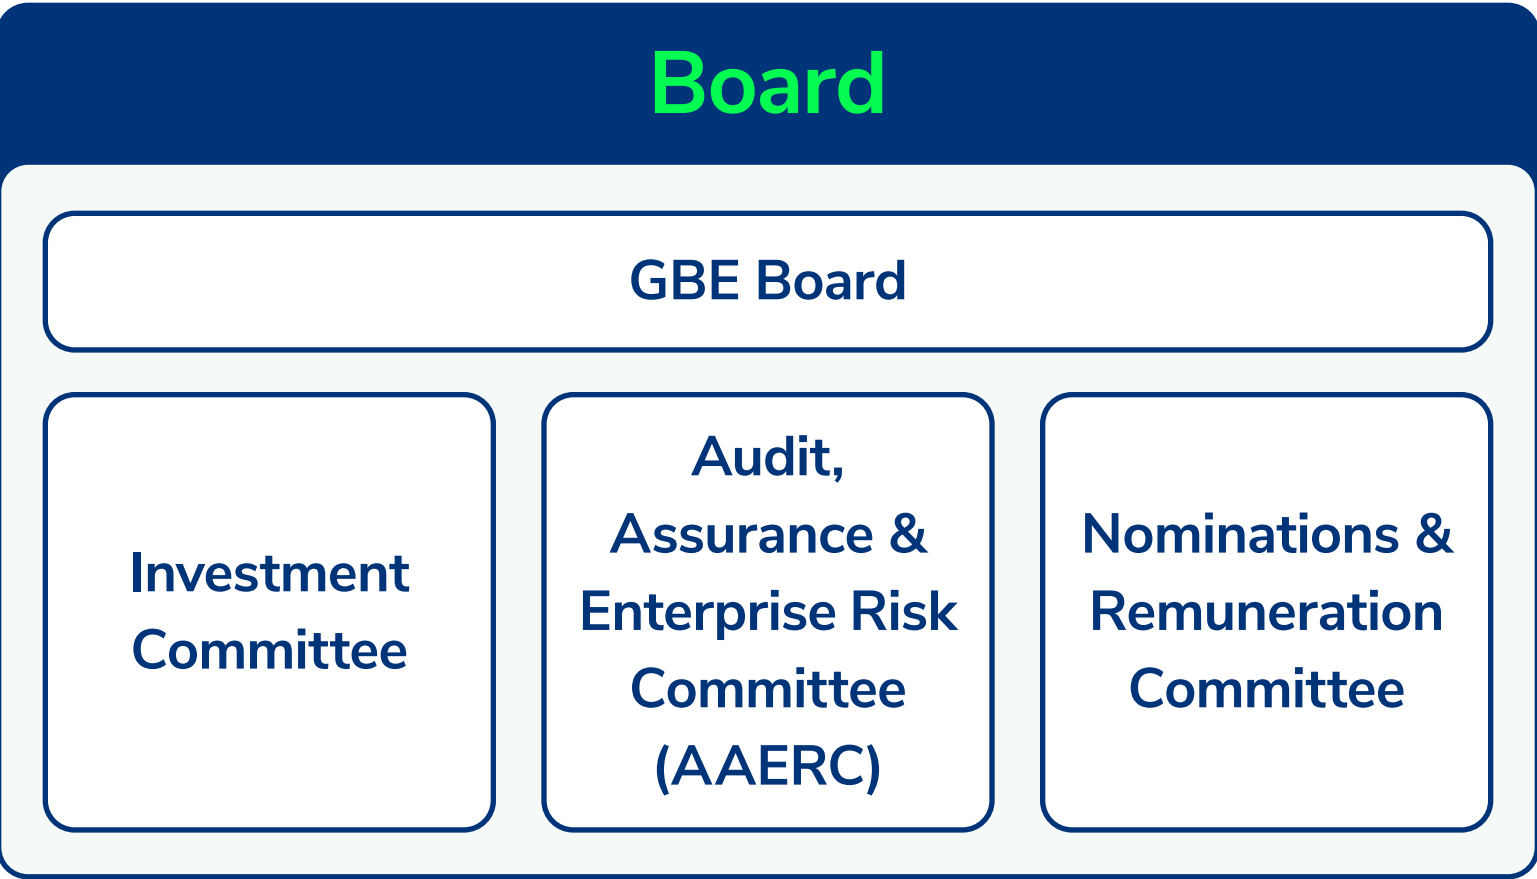 Board
GBE Board
Investment
Committee
Audit,
Assurance &
Enterprise Risk
Committee
(AAERC)
Nominations &
Remuneration
Committee